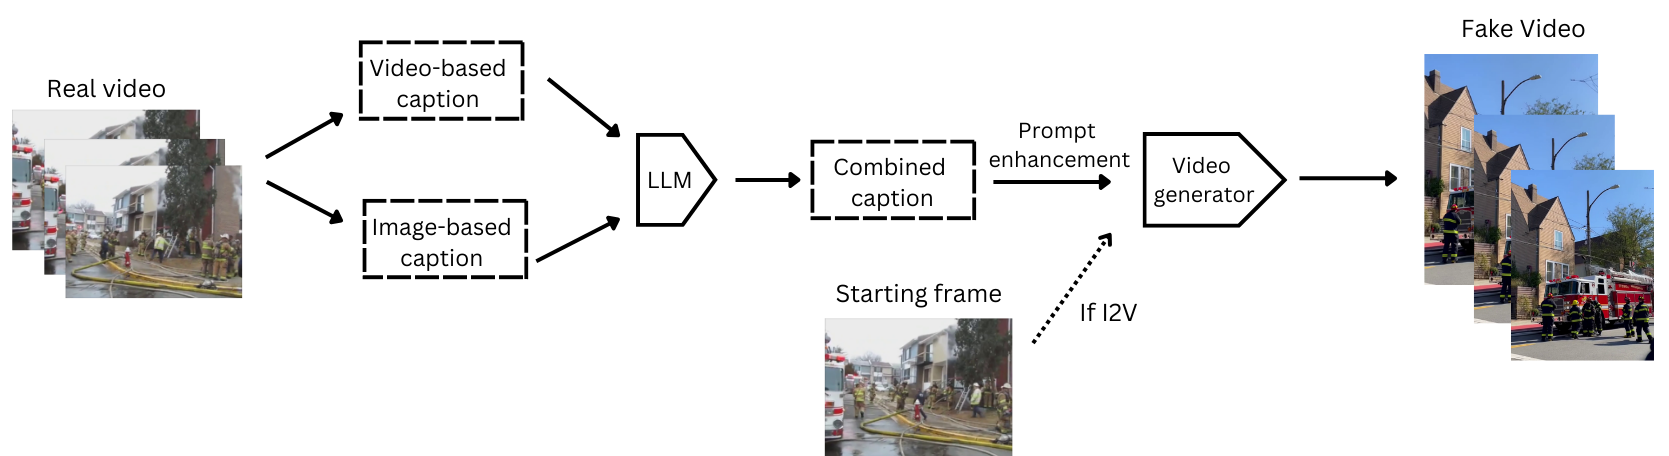 Real video
Video-based
caption
Image-based
caption
LLM
Combined
caption
Prompt
enhancement
Starting frame
If I2V
Video
generator
Fake Video